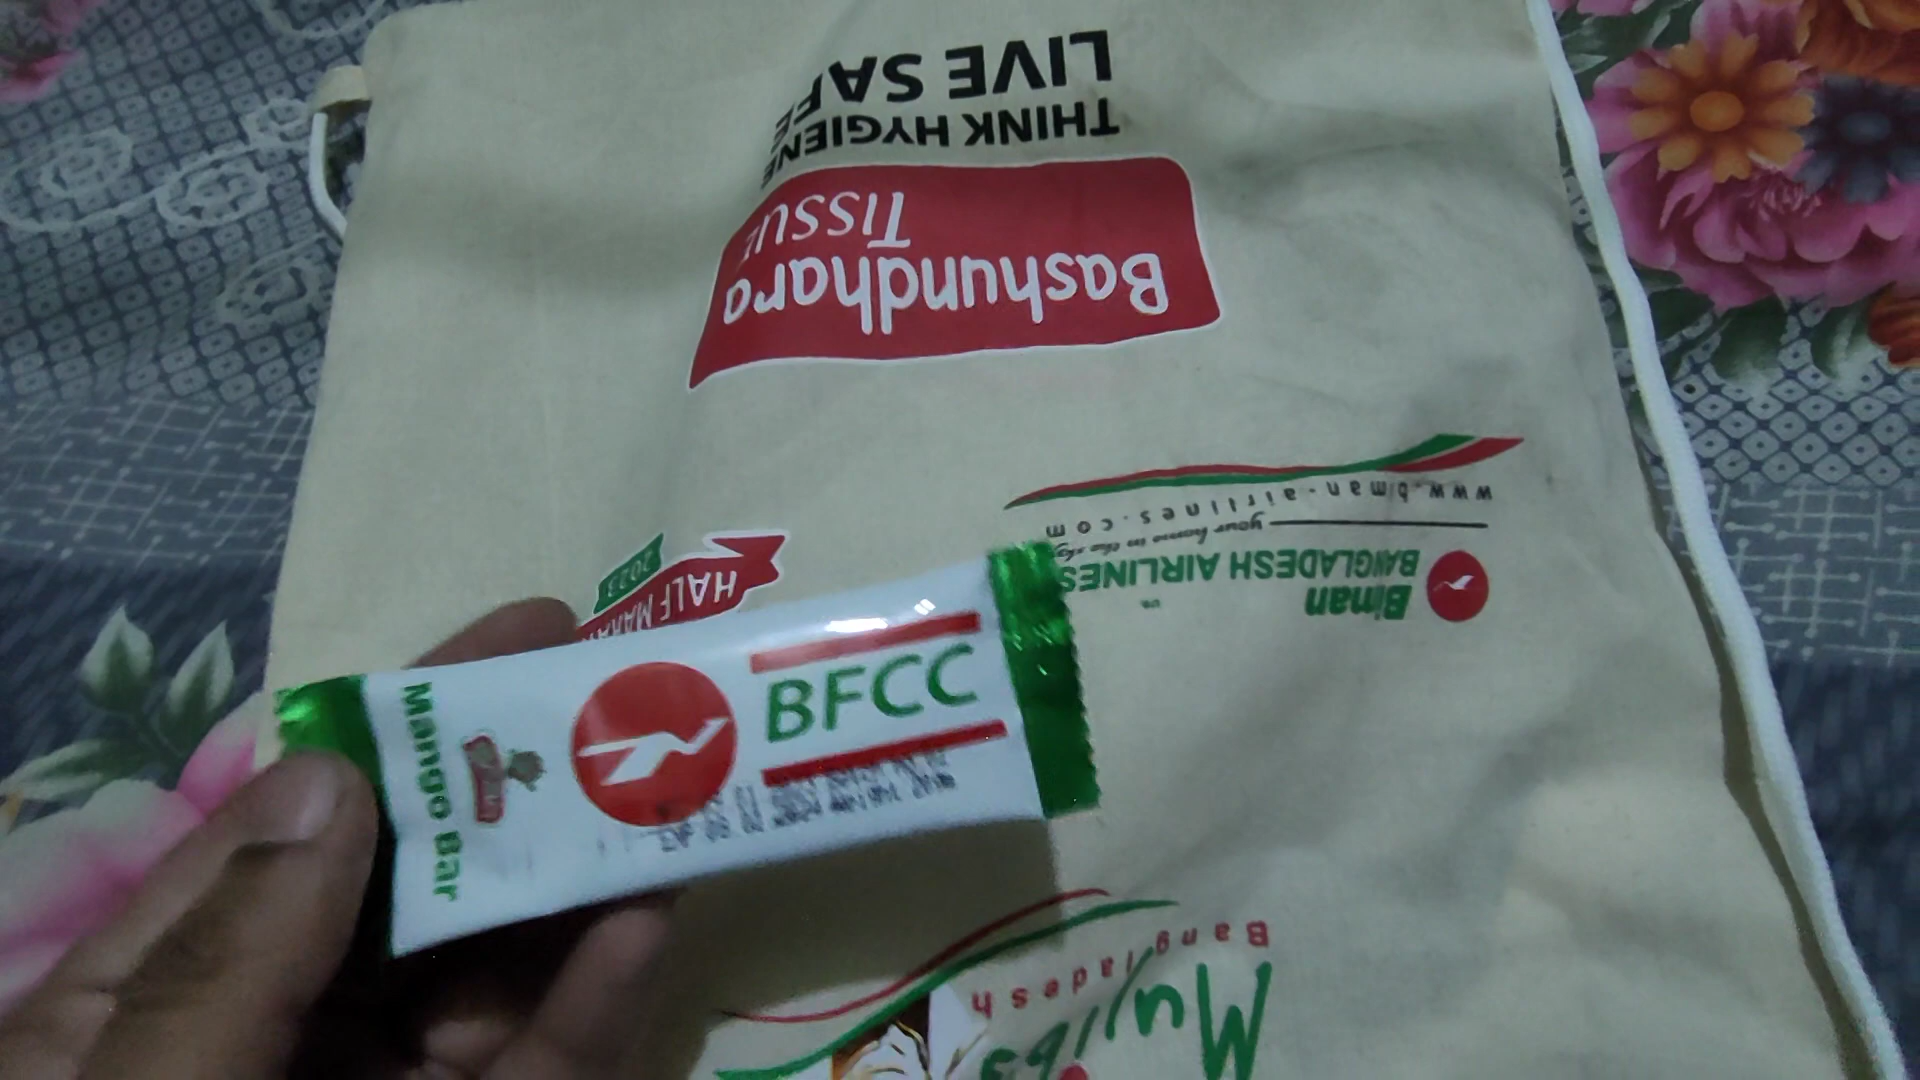 THINK HYGIENE
LIVE SAFE
Bashundhara
TISSUE
www.biman-airlines.com
your home in the sky
BANGLADESH AIRLINES
Biman
HALF MARA
2023
BFCC
Mango Bar
EXP
Mujib's
Bangladesh